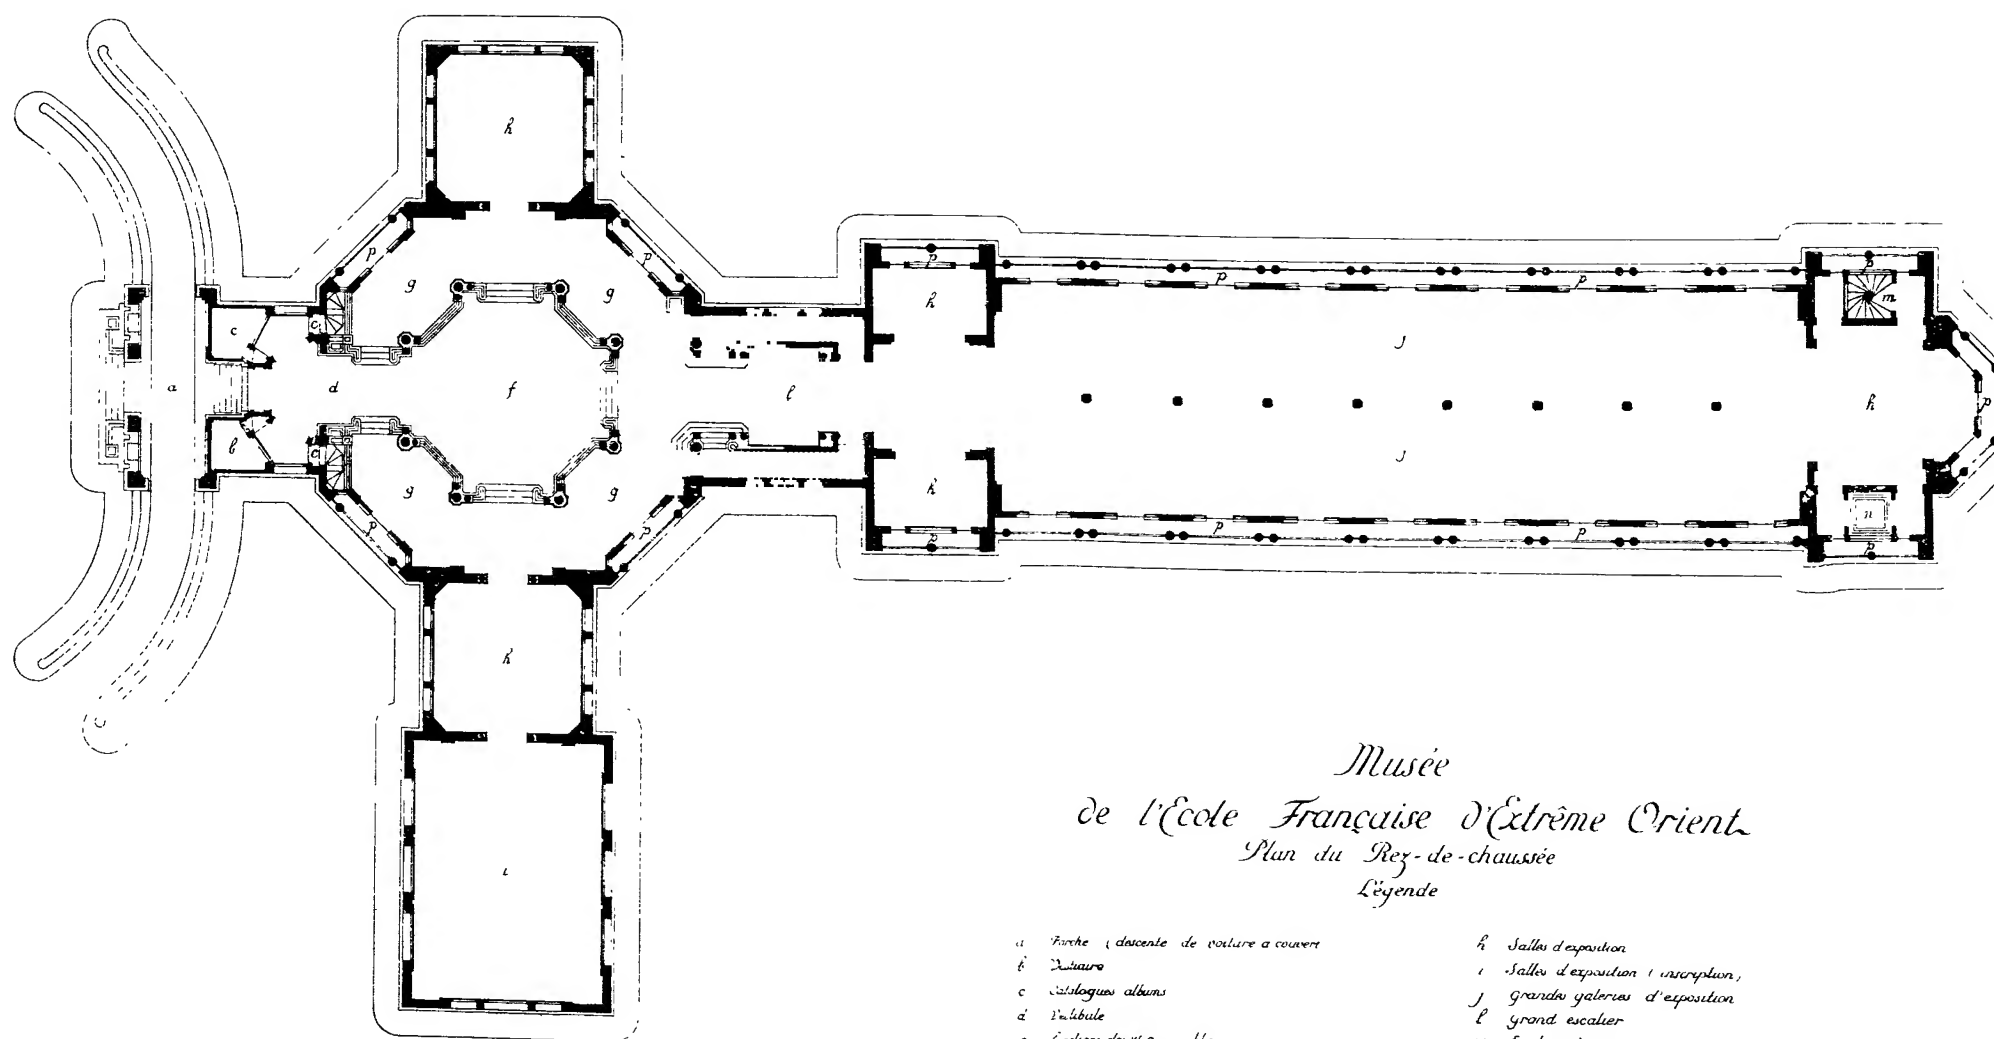 Musée
de l'Ecole Française d'Extrême Orient
Plan du Rez-de-chaussée
Légende
a Porche (descente de voiture a couvert
b Vestiaire
c Catalogues albums
d Vestibule
h Salles d'exposition
i Salles d'exposition (inscription)
j Grandes galeries d'exposition
l Grand escalier
h
p
p
g
g
c
c
a
d
f
b
c
g
g
p
p
h
i
l
p
h
h
p
p
p
j
j
p
p
p
m
h
p
n
p